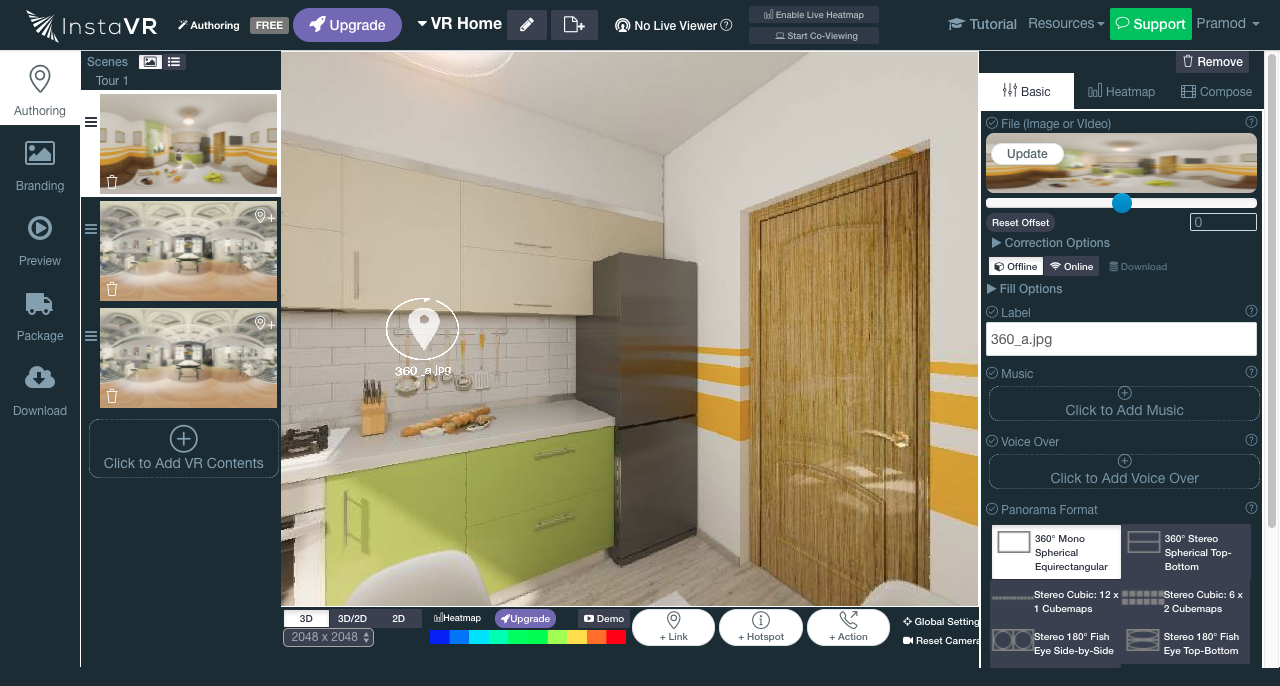 InstaVR
Authoring
FREE
Upgrade
VR Home
No Live Viewer
Enable Live Heatmap
Start Co-Viewing
Tutorial
Resources
Support
Pramod
Authoring
Branding
Preview
Package
Download
Scenes
Tour 1
Click to Add VR Contents
360_a.jpg
3D
3D/2D
2D
2048 x 2048
Heatmap
Upgrade
Demo
+ Link
+ Hotspot
+ Action
Global Setting
Reset Camera
Remove
Basic
Heatmap
Compose
File (Image or VIdeo)
Update
Reset Offset
0
Correction Options
Offline
Online
Download
Fill Options
Label
360_a.jpg
Music
Click to Add Music
Voice Over
Click to Add Voice Over
Panorama Format
360° Mono
Spherical
Equirectangular
360° Stereo
Spherical Top-
Bottom
Stereo Cubic: 12 x
1 Cubemaps
Stereo Cubic: 6 x
2 Cubemaps
Stereo 180° Fish
Eye Side-by-Side
Stereo 180° Fish
Eye Top-Bottom